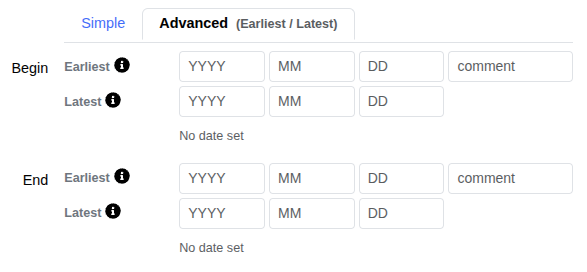 Simple Advanced (Earliest / Latest)
Begin Earliest YYYY MM DD comment
Latest YYYY MM DD
No date set
End Earliest YYYY MM DD comment
Latest YYYY MM DD
No date set